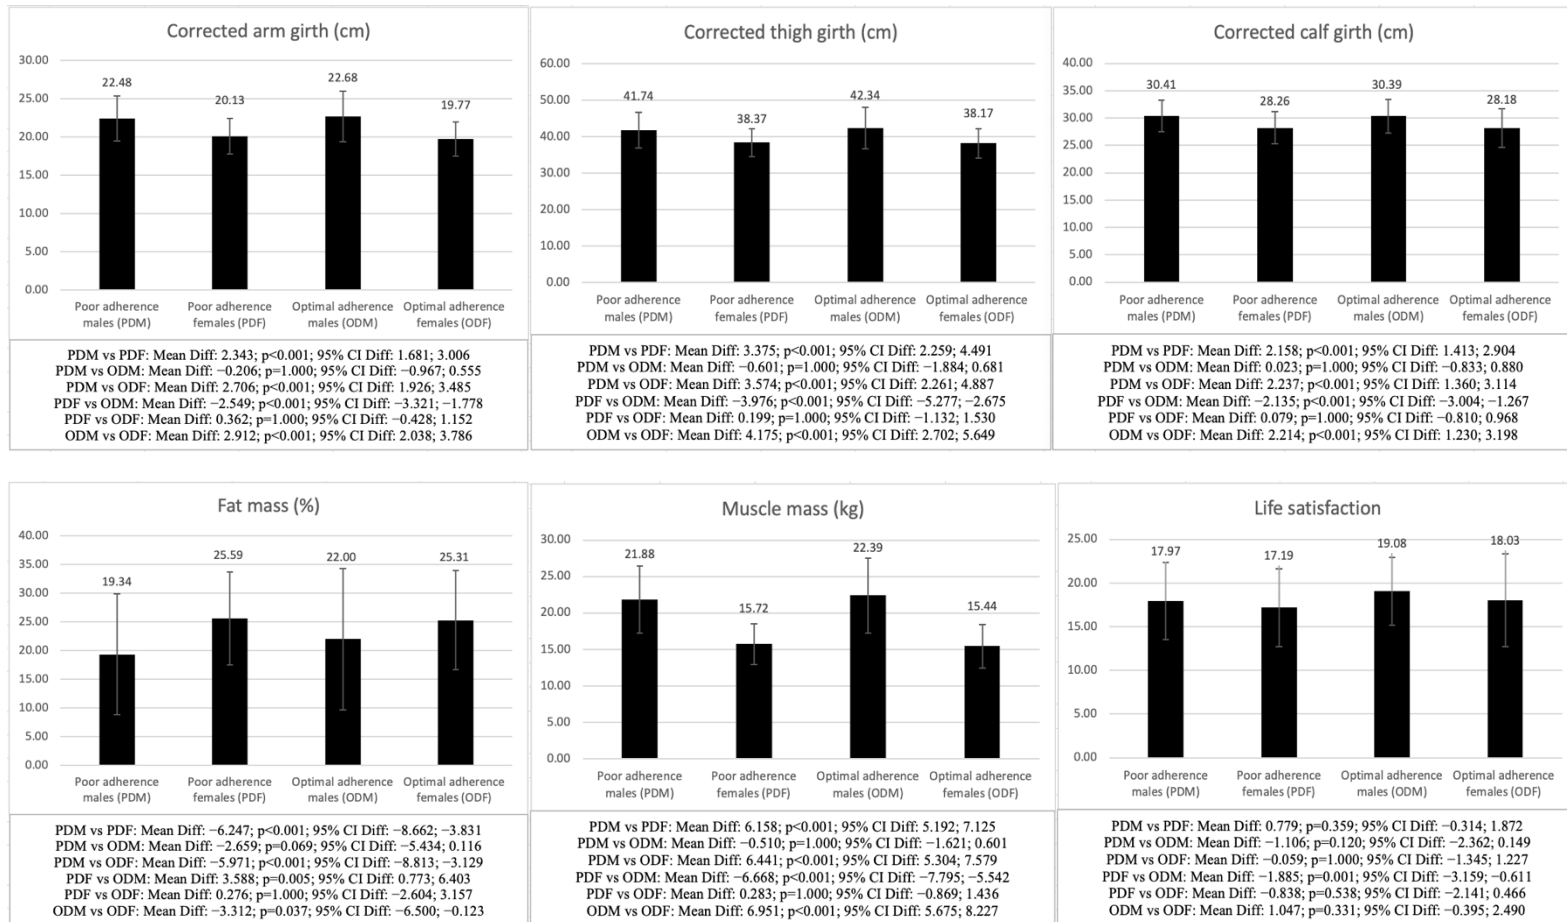 Corrected arm girth (cm)
30.00
25.00
20.00
15.00
10.00
5.00
0.00
22.48
20.13
22.68
19.77
Poor adherence
males (PDM)
Poor adherence
females (PDF)
Optimal adherence
males (ODM)
Optimal adherence
females (ODF)
PDM vs PDF: Mean Diff: 2.343; p<0.001; 95% CI Diff: 1.681; 3.006
PDM vs ODM: Mean Diff: −0.206; p=1.000; 95% CI Diff: −0.967; 0.555
PDM vs ODF: Mean Diff: 2.706; p<0.001; 95% CI Diff: 1.926; 3.485
PDF vs ODM: Mean Diff: −2.549; p<0.001; 95% CI Diff: −3.321; −1.778
PDF vs ODF: Mean Diff: 0.362; p=1.000; 95% CI Diff: −0.428; 1.152
ODM vs ODF: Mean Diff: 2.912; p<0.001; 95% CI Diff: 2.038; 3.786
Corrected thigh girth (cm)
60.00
50.00
40.00
30.00
20.00
10.00
0.00
41.74
38.37
42.34
38.17
Poor adherence
males (PDM)
Poor adherence
females (PDF)
Optimal adherence
males (ODM)
Optimal adherence
females (ODF)
PDM vs PDF: Mean Diff: 3.375; p<0.001; 95% CI Diff: 2.259; 4.491
PDM vs ODM: Mean Diff: −0.601; p=1.000; 95% CI Diff: −1.884; 0.681
PDM vs ODF: Mean Diff: 3.574; p<0.001; 95% CI Diff: 2.261; 4.887
PDF vs ODM: Mean Diff: −3.976; p<0.001; 95% CI Diff: −5.277; −2.675
PDF vs ODF: Mean Diff: 0.199; p=1.000; 95% CI Diff: −1.132; 1.530
ODM vs ODF: Mean Diff: 4.175; p<0.001; 95% CI Diff: 2.702; 5.649
Corrected calf girth (cm)
40.00
35.00
30.00
25.00
20.00
15.00
10.00
5.00
0.00
30.41
28.26
30.39
28.18
Poor adherence
males (PDM)
Poor adherence
females (PDF)
Optimal adherence
males (ODM)
Optimal adherence
females (ODF)
PDM vs PDF: Mean Diff: 2.158; p<0.001; 95% CI Diff: 1.413; 2.904
PDM vs ODM: Mean Diff: 0.023; p=1.000; 95% CI Diff: −0.833; 0.880
PDM vs ODF: Mean Diff: 2.237; p<0.001; 95% CI Diff: 1.360; 3.114
PDF vs ODM: Mean Diff: −2.135; p<0.001; 95% CI Diff: −3.004; −1.267
PDF vs ODF: Mean Diff: 0.079; p=1.000; 95% CI Diff: −0.810; 0.968
ODM vs ODF: Mean Diff: 2.214; p<0.001; 95% CI Diff: 1.230; 3.198
Fat mass (%)
40.00
35.00
30.00
25.00
20.00
15.00
10.00
5.00
0.00
19.34
25.59
22.00
25.31
Poor adherence
males (PDM)
Poor adherence
females (PDF)
Optimal adherence
males (ODM)
Optimal adherence
females (ODF)
PDM vs PDF: Mean Diff: −6.247; p<0.001; 95% CI Diff: −8.662; −3.831
PDM vs ODM: Mean Diff: −2.659; p=0.069; 95% CI Diff: −5.434; 0.116
PDM vs ODF: Mean Diff: −5.971; p<0.001; 95% CI Diff: −8.813; −3.129
PDF vs ODM: Mean Diff: 3.588; p=0.005; 95% CI Diff: 0.773; 6.403
PDF vs ODF: Mean Diff: 0.276; p=1.000; 95% CI Diff: −2.604; 3.157
ODM vs ODF: Mean Diff: −3.312; p=0.037; 95% CI Diff: −6.500; −0.123
Muscle mass (kg)
30.00
25.00
20.00
15.00
10.00
5.00
0.00
21.88
15.72
22.39
15.44
Poor adherence
males (PDM)
Poor adherence
females (PDF)
Optimal adherence
males (ODM)
Optimal adherence
females (ODF)
PDM vs PDF: Mean Diff: 6.158; p<0.001; 95% CI Diff: 5.192; 7.125
PDM vs ODM: Mean Diff: −0.510; p=1.000; 95% CI Diff: −1.621; 0.601
PDM vs ODF: Mean Diff: 6.441; p<0.001; 95% CI Diff: 5.304; 7.579
PDF vs ODM: Mean Diff: −6.668; p<0.001; 95% CI Diff: −7.795; −5.542
PDF vs ODF: Mean Diff: 0.283; p=1.000; 95% CI Diff: −0.869; 1.436
ODM vs ODF: Mean Diff: 6.951; p<0.001; 95% CI Diff: 5.675; 8.227
Life satisfaction
25.00
20.00
15.00
10.00
5.00
0.00
17.97
17.19
19.08
18.03
Poor adherence
males (PDM)
Poor adherence
females (PDF)
Optimal adherence
males (ODM)
Optimal adherence
females (ODF)
PDM vs PDF: Mean Diff: 0.779; p=0.359; 95% CI Diff: −0.314; 1.872
PDM vs ODM: Mean Diff: −1.106; p=0.120; 95% CI Diff: −2.362; 0.149
PDM vs ODF: Mean Diff: −0.059; p=1.000; 95% CI Diff: −1.345; 1.227
PDF vs ODM: Mean Diff: −1.885; p=0.001; 95% CI Diff: −3.159; −0.611
PDF vs ODF: Mean Diff: −0.838; p=0.538; 95% CI Diff: −2.141; 0.466
ODM vs ODF: Mean Diff: 1.047; p=0.331; 95% CI Diff: −0.395; 2.490